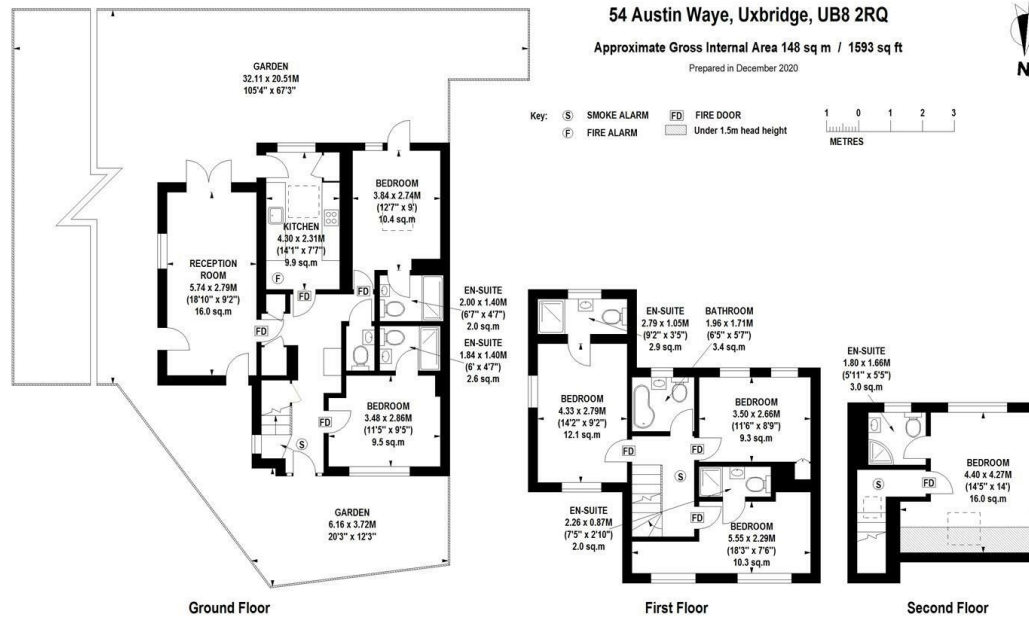 54 Austin Waye, Uxbridge, UB8 2RQ
Approximate Gross Internal Area 148 sq m / 1593 sq ft
Prepared in December 2020
N
Key:
S SMOKE ALARM
FD FIRE DOOR
F FIRE ALARM
Under 1.5m head height
1 0 1 2 3
METRES
GARDEN
32.11 x 20.51M
105'4" x 67'3"
BEDROOM
3.84 x 2.74M
(12'7" x 9')
10.4 sq.m
KITCHEN
4.30 x 2.31M
(14'1" x 7'7")
9.9 sq.m
F
FD
FD
RECEPTION
ROOM
5.74 x 2.79M
(18'10" x 9'2")
16.0 sq.m
FD
EN-SUITE
2.00 x 1.40M
(6'7" x 4'7")
2.0 sq.m
EN-SUITE
1.84 x 1.40M
(6' x 4'7")
2.6 sq.m
BEDROOM
3.48 x 2.86M
(11'5" x 9'5")
9.5 sq.m
FD
S
GARDEN
6.16 x 3.72M
20'3" x 12'3"
Ground Floor
EN-SUITE
2.79 x 1.05M
(9'2" x 3'5")
2.9 sq.m
BATHROOM
1.96 x 1.71M
(6'5" x 5'7")
3.4 sq.m
BEDROOM
4.33 x 2.79M
(14'2" x 9'2")
12.1 sq.m
FD
BEDROOM
3.50 x 2.66M
(11'6" x 8'9")
9.3 sq.m
FD
S
EN-SUITE
2.26 x 0.87M
(7'5" x 2'10")
2.0 sq.m
FD
BEDROOM
5.55 x 2.29M
(18'3" x 7'6")
10.3 sq.m
First Floor
EN-SUITE
1.80 x 1.66M
(5'11" x 5'5")
3.0 sq.m
BEDROOM
4.40 x 4.27M
(14'5" x 14')
16.0 sq.m
S
FD
Second Floor